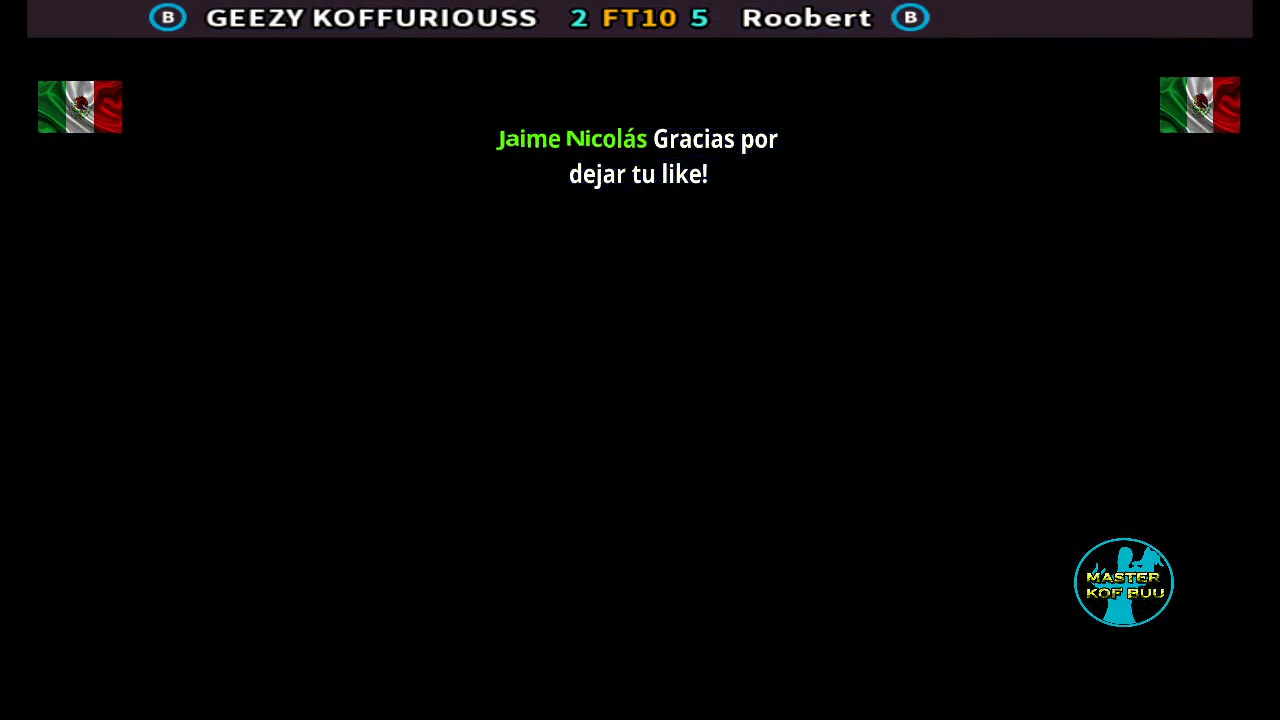 B GEEZY KOFFURIOUSS 2 FT10 5 Roobert B
Jaime Nicolás Gracias por
dejar tu like!
MASTER
KOF BUU